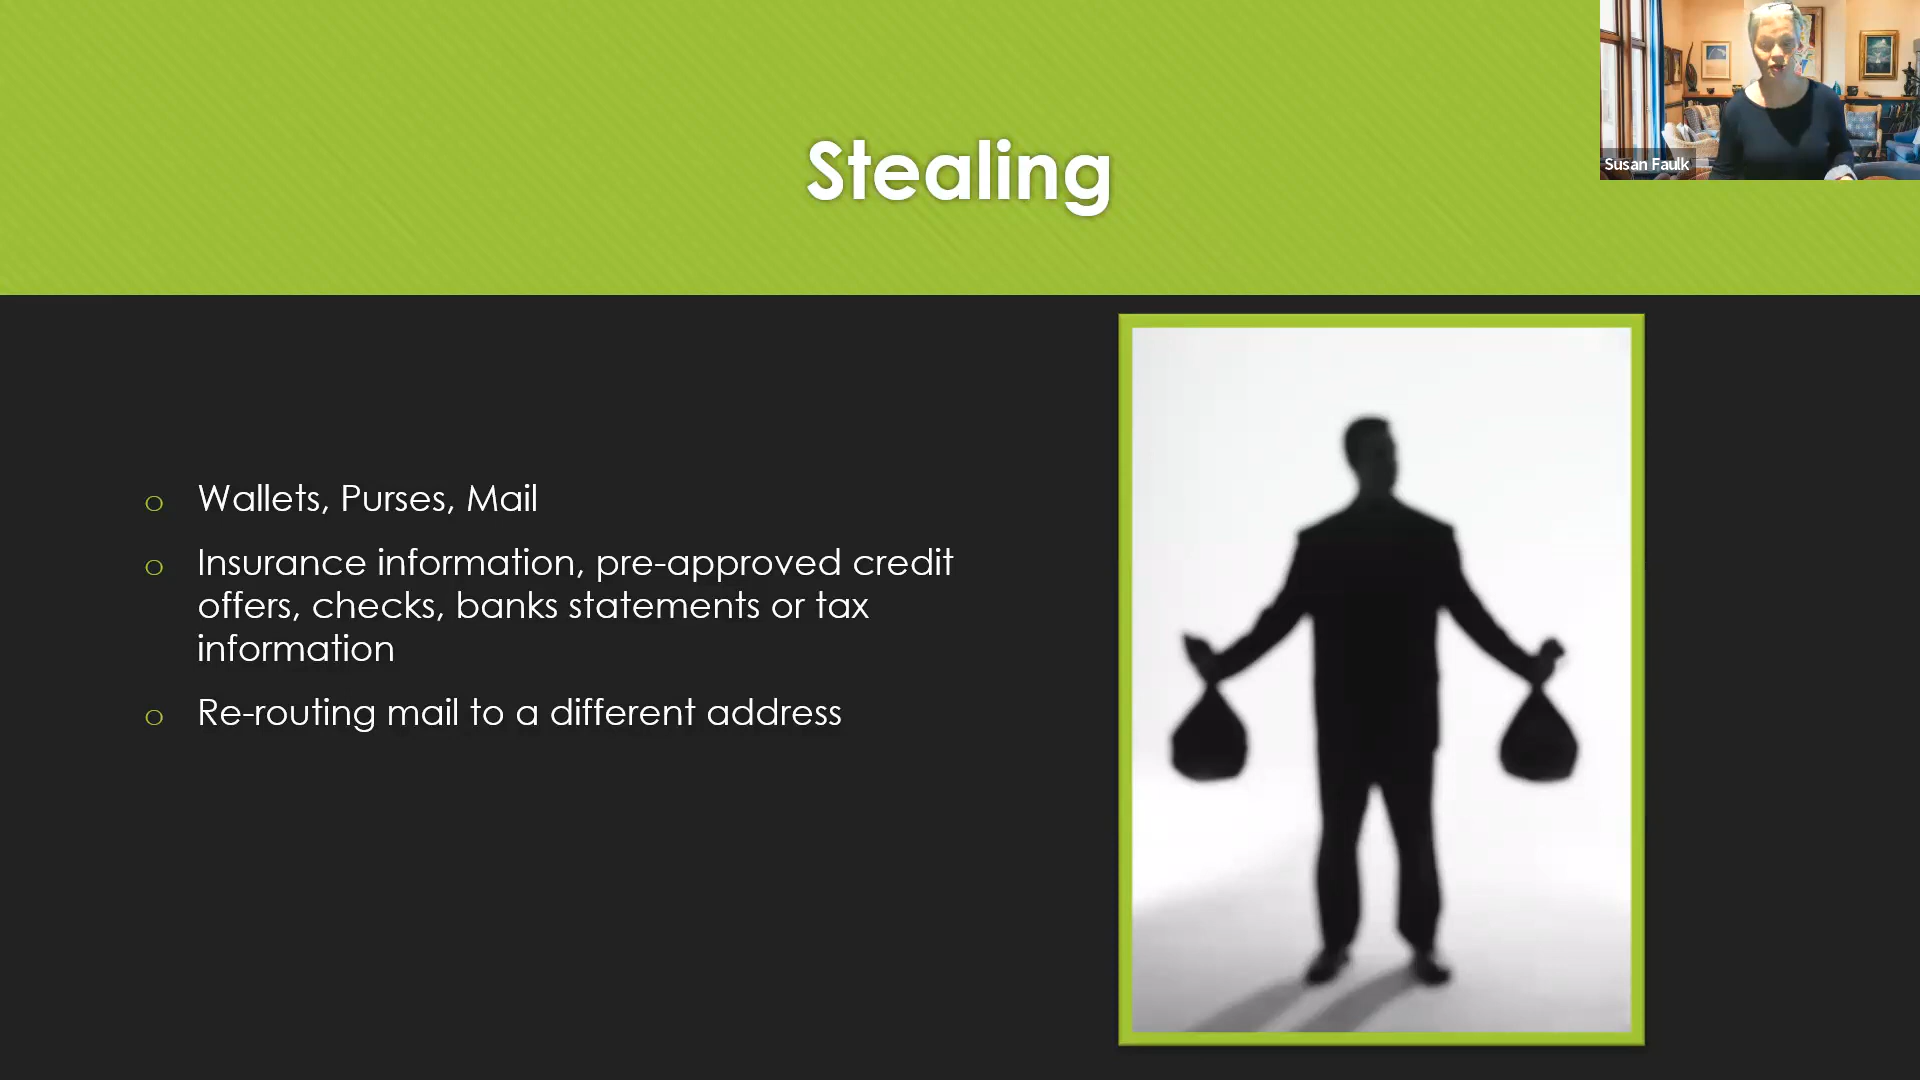 Stealing
Susan Faulk
o Wallets, Purses, Mail
o Insurance information, pre-approved credit
offers, checks, banks statements or tax
information
o Re-routing mail to a different address